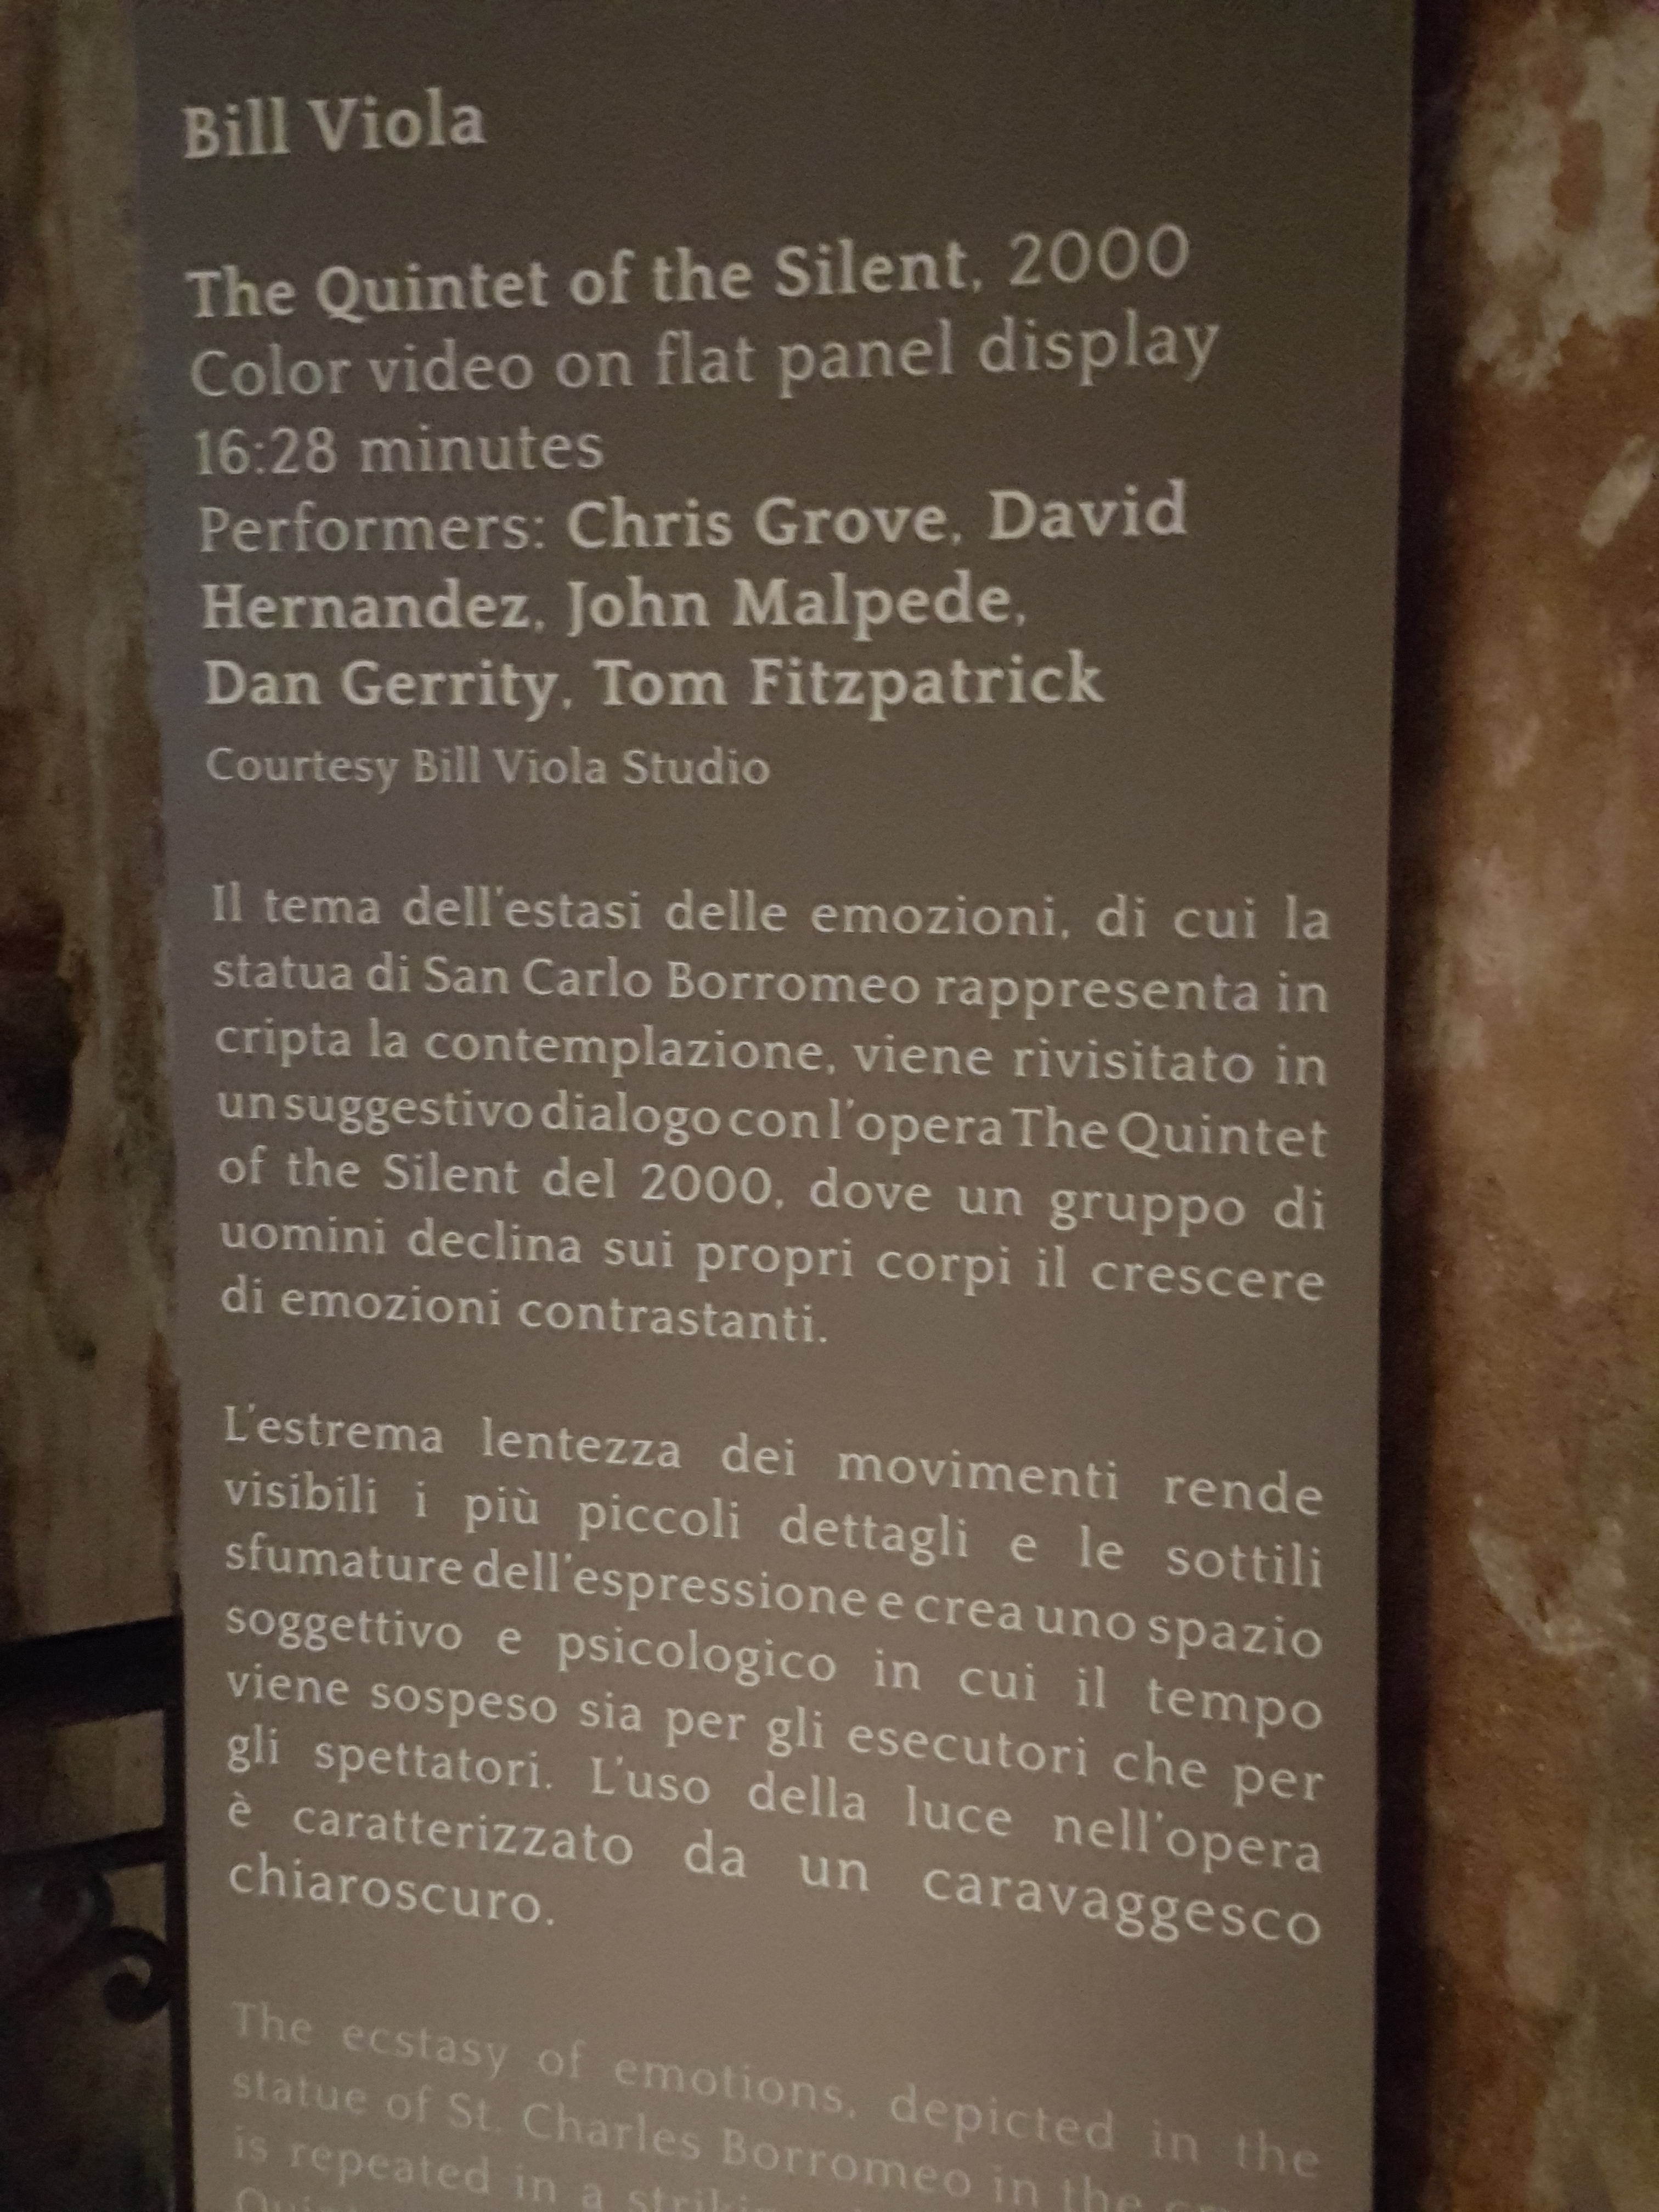 Bill Viola
The Quintet of the Silent, 2000
Color video on flat panel display
16:28 minutes
Performers: Chris Grove, David
Hernandez, John Malpede,
Dan Gerrity, Tom Fitzpatrick
Courtesy Bill Viola Studio
Il tema dell'estasi delle emozioni, di cui la
statua di San Carlo Borromeo rappresenta in
cripta la contemplazione, viene rivisitato in
un suggestivo dialogo con l'opera The Quintet
of the Silent del 2000, dove un gruppo di
uomini declina sui propri corpi il crescere
di emozioni contrastanti.
L'estrema lentezza dei movimenti rende
visibili i più piccoli dettagli e le sottili
sfumature dell'espressione e crea uno spazio
soggettivo e psicologico in cui il tempo
viene sospeso sia per gli esecutori che per
gli spettatori. L'uso della luce nell'opera
è caratterizzato da un caravaggesco
chiaroscuro.
The ecstasy of emotions, depicted in the
statue of St. Charles Borromeo in the
is repeated in a